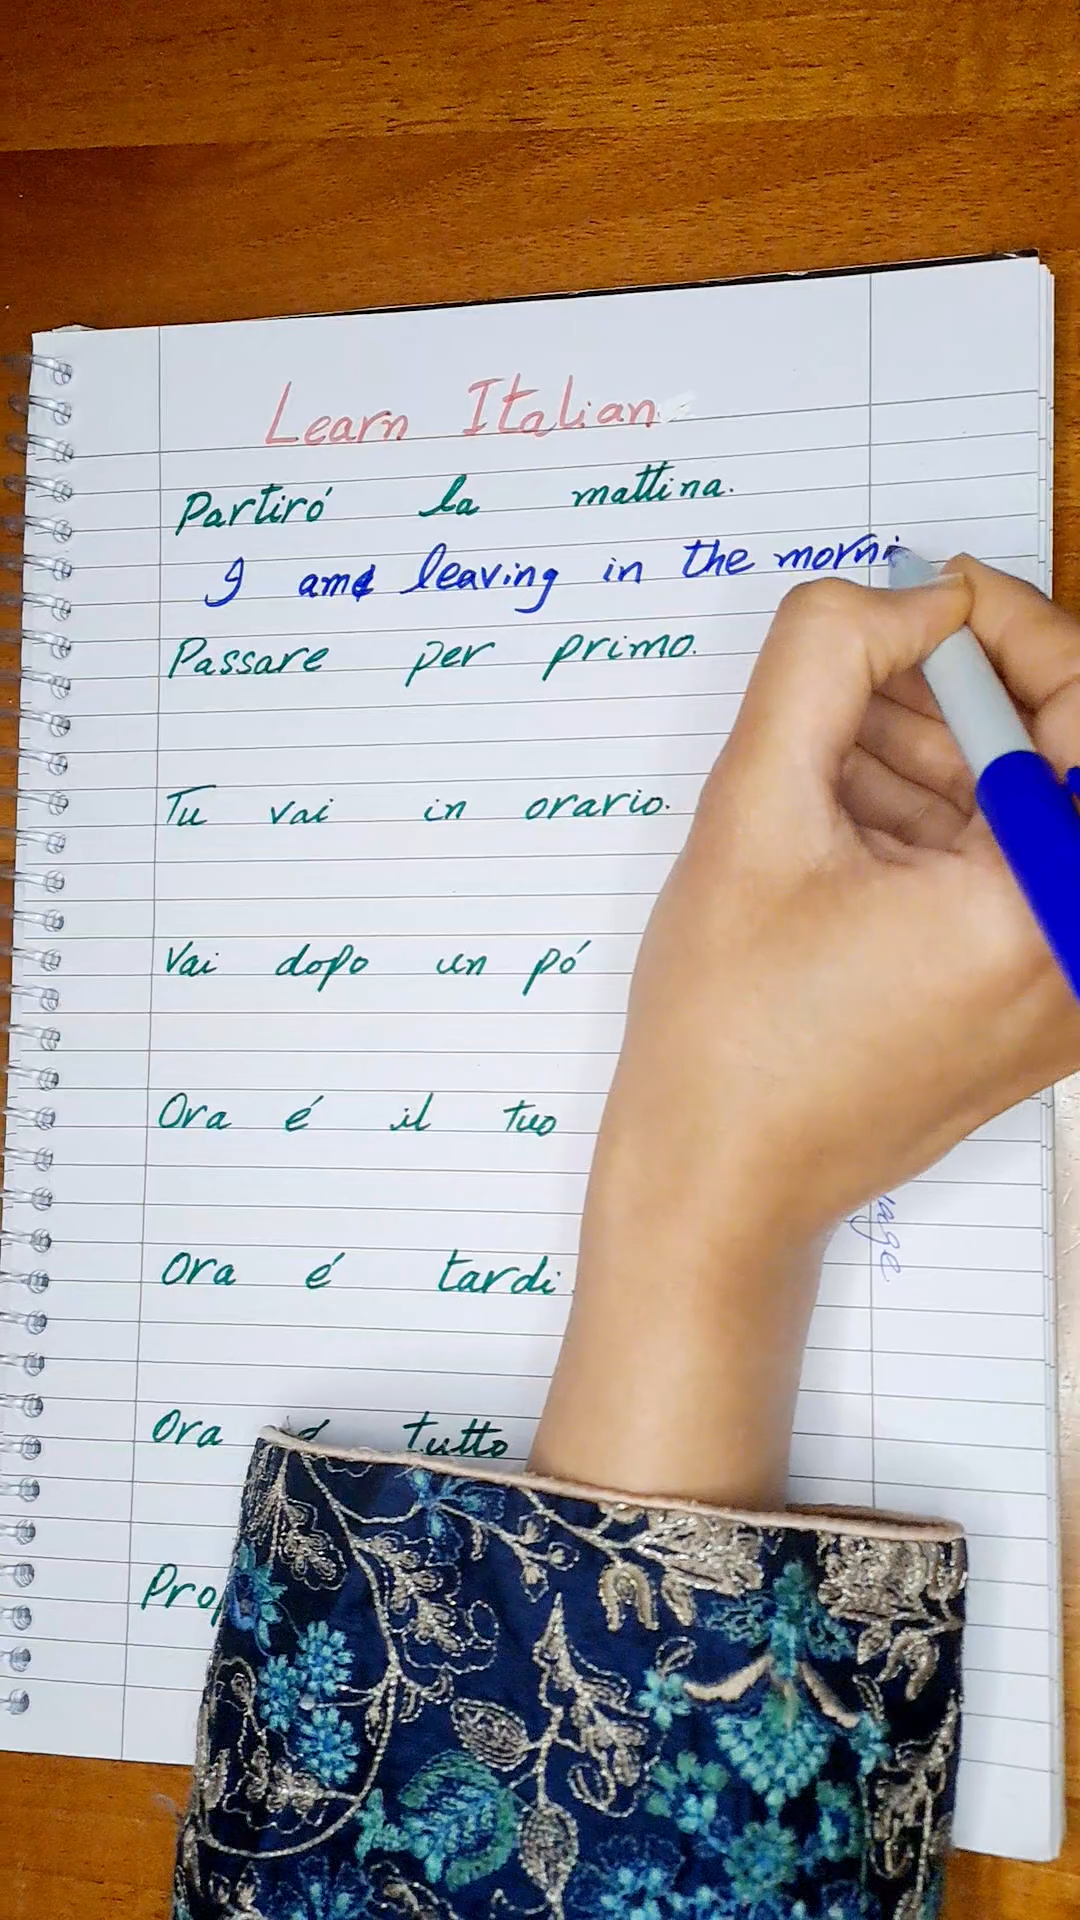 Learn Italian
Partiró la mattina.
I am leaving in the morni
Passare per primo.
Tu vai in orario.
Vai dopo un pó
Ora é il tuo
Ora é tardi.
Ora é tutto